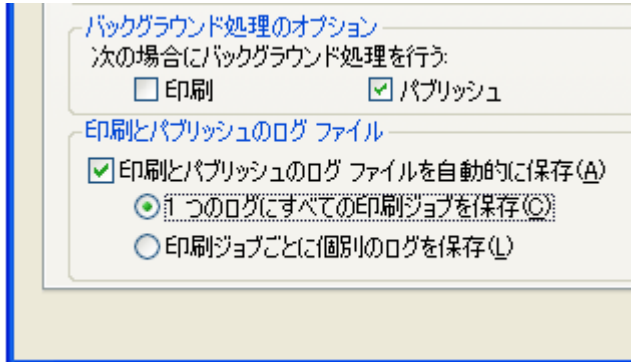 バックグラウンド処理のオプション
次の場合にバックグラウンド処理を行う:
印刷 パブリッシュ
印刷とパブリッシュのログ ファイル
印刷とパブリッシュのログ ファイルを自動的に保存(A)
1 つのログにすべての印刷ジョブを保存(C)
印刷ジョブごとに個別のログを保存(L)